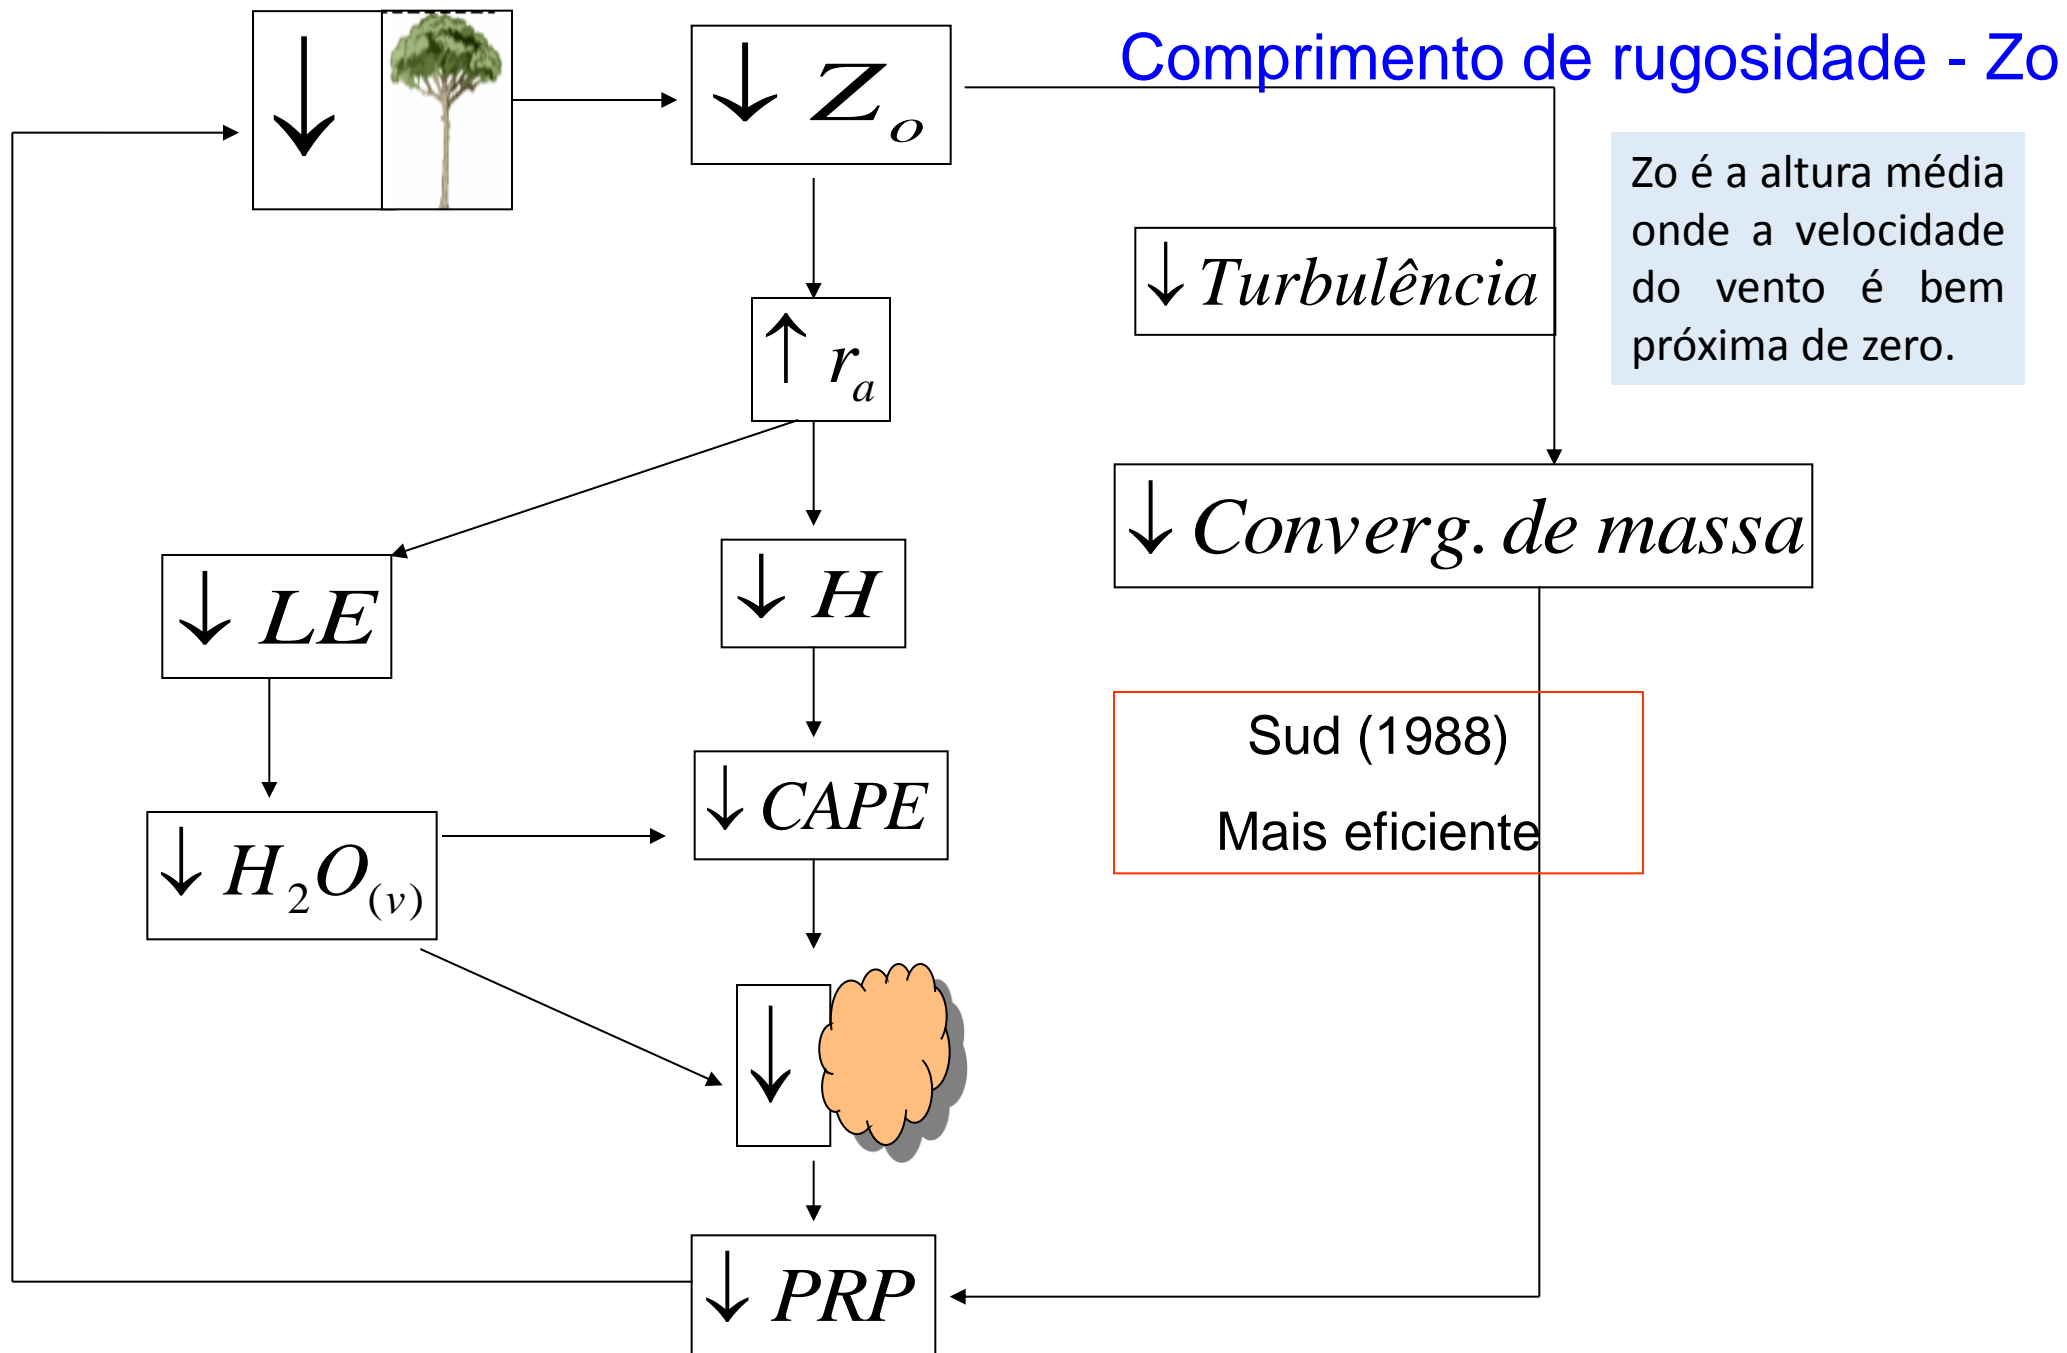 Comprimento de rugosidade - Zo
↓
↓ Zₒ
Zo é a altura média
onde a velocidade
do vento é bem
próxima de zero.
↓ Turbulência
↑ rₐ
↓ Converg. de massa
↓ LE
↓ H
Sud (1988)
Mais eficiente
↓ CAPE
↓ H₂O₍ᵥ₎
↓
↓ PRP